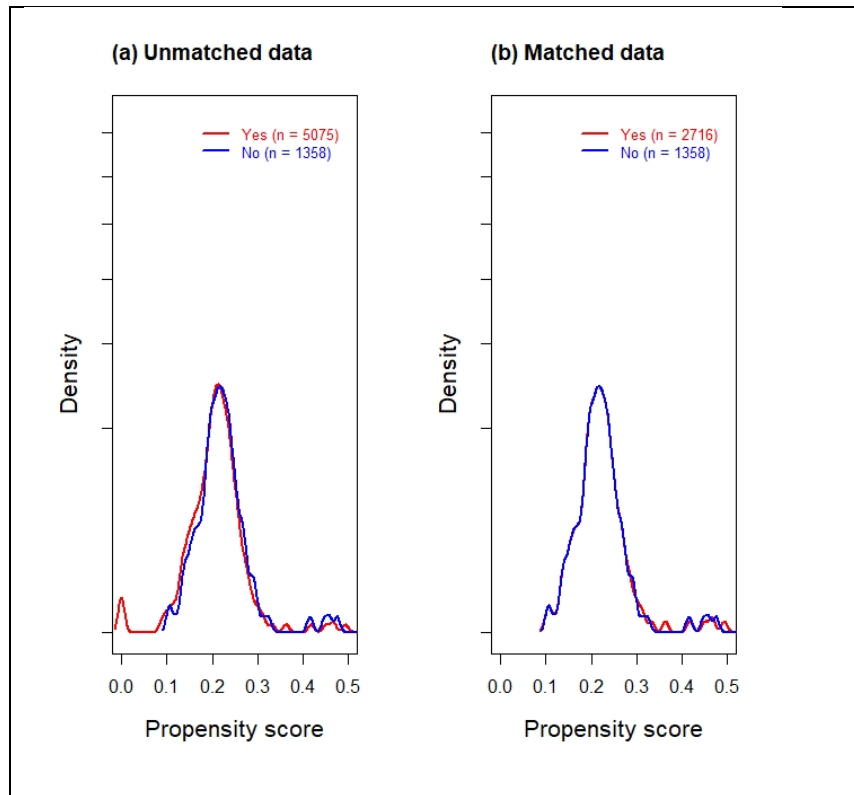 (a) Unmatched data
Yes (n = 5075)
No (n = 1358)
Density
0.0 0.1 0.2 0.3 0.4 0.5
Propensity score
(b) Matched data
Yes (n = 2716)
No (n = 1358)
Density
0.0 0.1 0.2 0.3 0.4 0.5
Propensity score